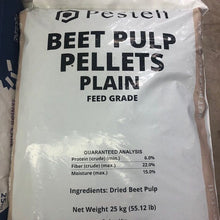 Pestell
BEET PULP
PELLETS
PLAIN
FEED GRADE
GUARANTEED ANALYSIS
Protein (crude) (min.) 6.0%
Fiber (crude) (max.) 22.0%
Moisture (max.) 15.0%
Ingredients: Dried Beet Pulp
Net Weight 25 kg (55.12 lb)